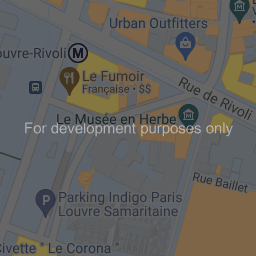 Urban Outfitters
ouvre-Rivoli
M
Le Fumoir
Française • $$
Rue de Rivoli
Le Musée en Herbe
For development purposes only
Rue Baillet
P
Parking Indigo Paris
Louvre Samaritaine
Civette " Le Corona "